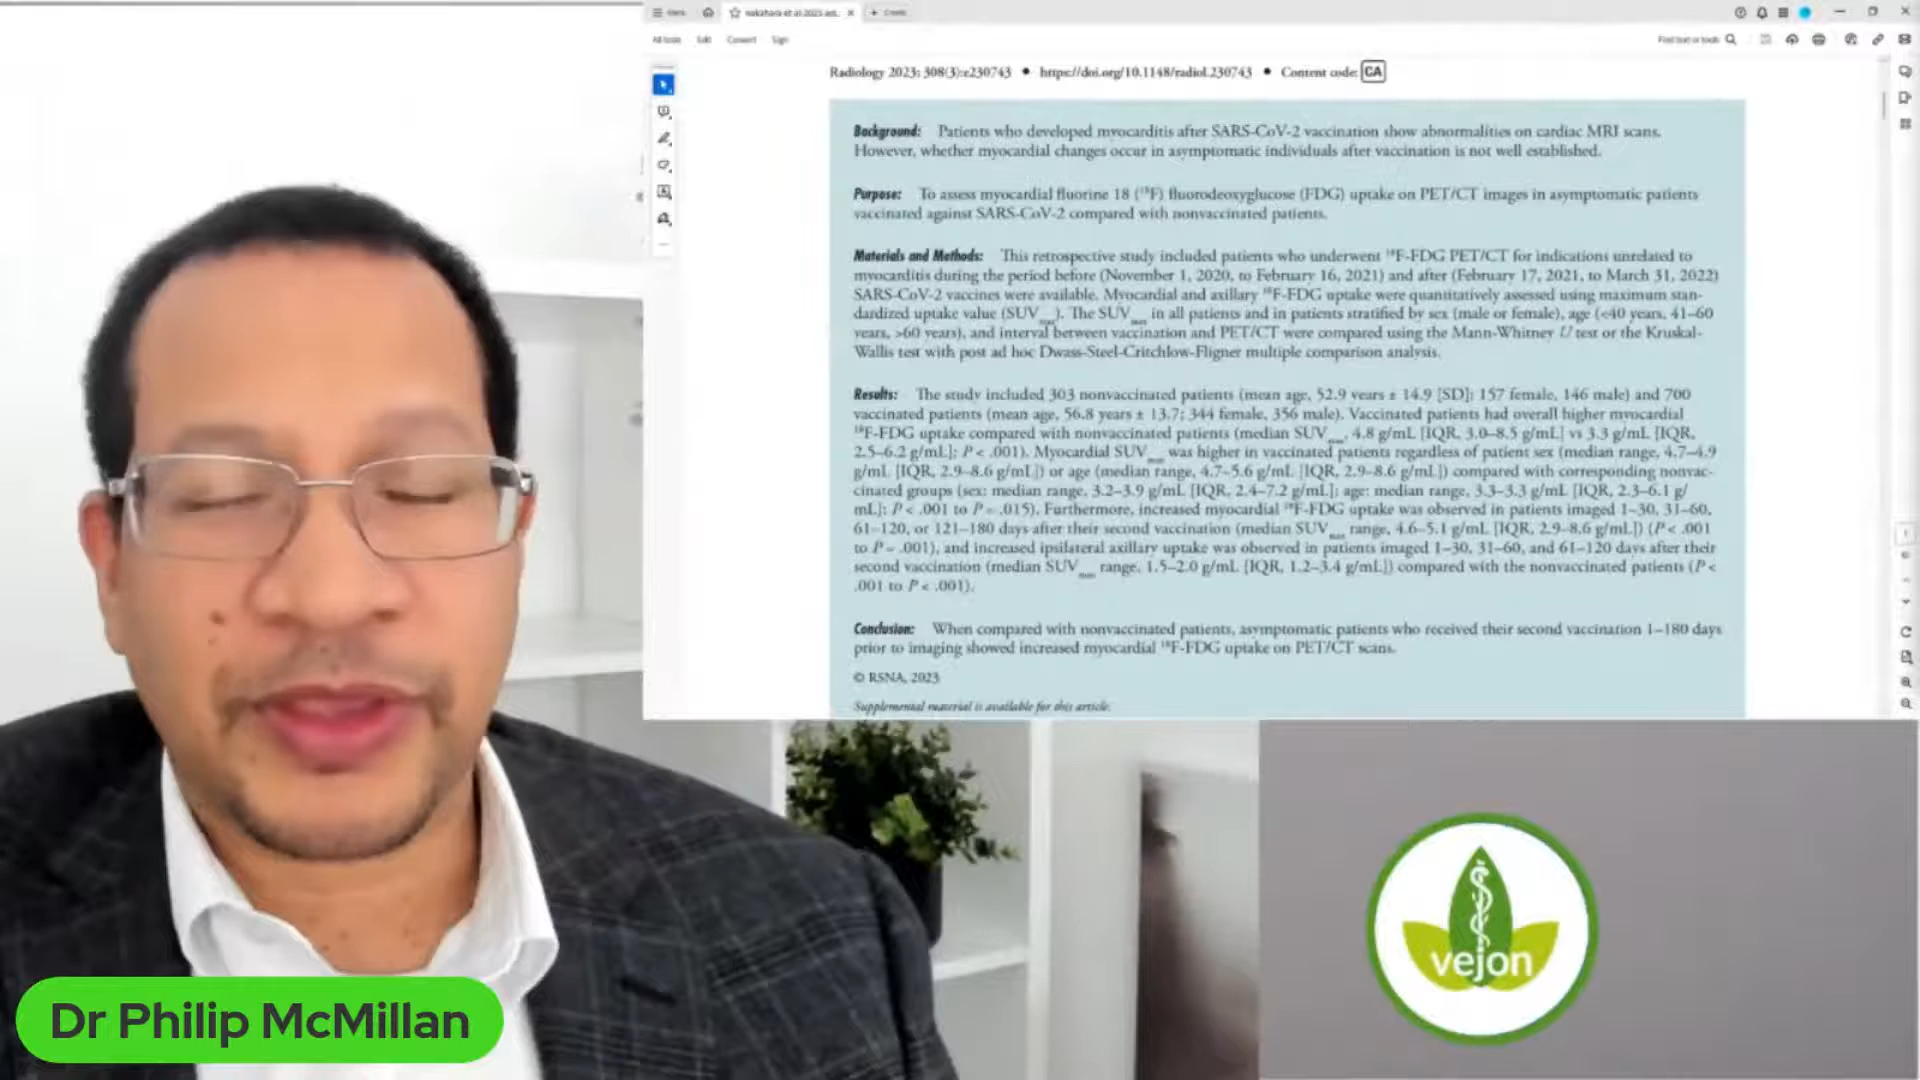 nakahara et al 2023 as...
+ Create
All tools Edit Convert Sign
Find text or tools
Radiology 2023; 308(3):e230743 • https://doi.org/10.1148/radiol.230743 • Content code: CA
Background: Patients who developed myocarditis after SARS-CoV-2 vaccination show abnormalities on cardiac MRI scans.
However, whether myocardial changes occur in asymptomatic individuals after vaccination is not well established.
Purpose: To assess myocardial fluorine 18 (¹⁸F) fluorodeoxyglucose (FDG) uptake on PET/CT images in asymptomatic patients
vaccinated against SARS-CoV-2 compared with nonvaccinated patients.
Materials and Methods: This retrospective study included patients who underwent ¹⁸F-FDG PET/CT for indications unrelated to
myocarditis during the period before (November 1, 2020, to February 16, 2021) and after (February 17, 2021, to March 31, 2022)
SARS-CoV-2 vaccines were available. Myocardial and axillary ¹⁸F-FDG uptake were quantitatively assessed using maximum stan-
dardized uptake value (SUVmax). The SUVmax in all patients and in patients stratified by sex (male or female), age (<40 years, 41–60
years, >60 years), and interval between vaccination and PET/CT were compared using the Mann-Whitney U test or the Kruskal-
Wallis test with post ad hoc Dwass-Steel-Critchlow-Fligner multiple comparison analysis.
Results: The study included 303 nonvaccinated patients (mean age, 52.9 years ± 14.9 [SD]; 157 female, 146 male) and 700
vaccinated patients (mean age, 56.8 years ± 13.7; 344 female, 356 male). Vaccinated patients had overall higher myocardial
¹⁸F-FDG uptake compared with nonvaccinated patients (median SUVmax, 4.8 g/mL [IQR, 3.0–8.5 g/mL] vs 3.3 g/mL [IQR,
2.5–6.2 g/mL]; P < .001). Myocardial SUVmax was higher in vaccinated patients regardless of patient sex (median range, 4.7–4.9
g/mL [IQR, 2.9–8.6 g/mL]) or age (median range, 4.7–5.6 g/mL [IQR, 2.9–8.6 g/mL]) compared with corresponding nonvac-
cinated groups (sex: median range, 3.2–3.9 g/mL [IQR, 2.4–7.2 g/mL]; age: median range, 3.3–3.3 g/mL [IQR, 2.3–6.1 g/
mL]; P < .001 to P = .015). Furthermore, increased myocardial ¹⁸F-FDG uptake was observed in patients imaged 1–30, 31–60,
61–120, or 121–180 days after their second vaccination (median SUVmax range, 4.6–5.1 g/mL [IQR, 2.9–8.6 g/mL]) (P < .001
to P = .001), and increased ipsilateral axillary uptake was observed in patients imaged 1–30, 31–60, and 61–120 days after their
second vaccination (median SUVmax range, 1.5–2.0 g/mL [IQR, 1.2–3.4 g/mL]) compared with the nonvaccinated patients (P <
.001 to P < .001).
Conclusion: When compared with nonvaccinated patients, asymptomatic patients who received their second vaccination 1–180 days
prior to imaging showed increased myocardial ¹⁸F-FDG uptake on PET/CT scans.
© RSNA, 2023
Supplemental material is available for this article.
vejon
Dr Philip McMillan